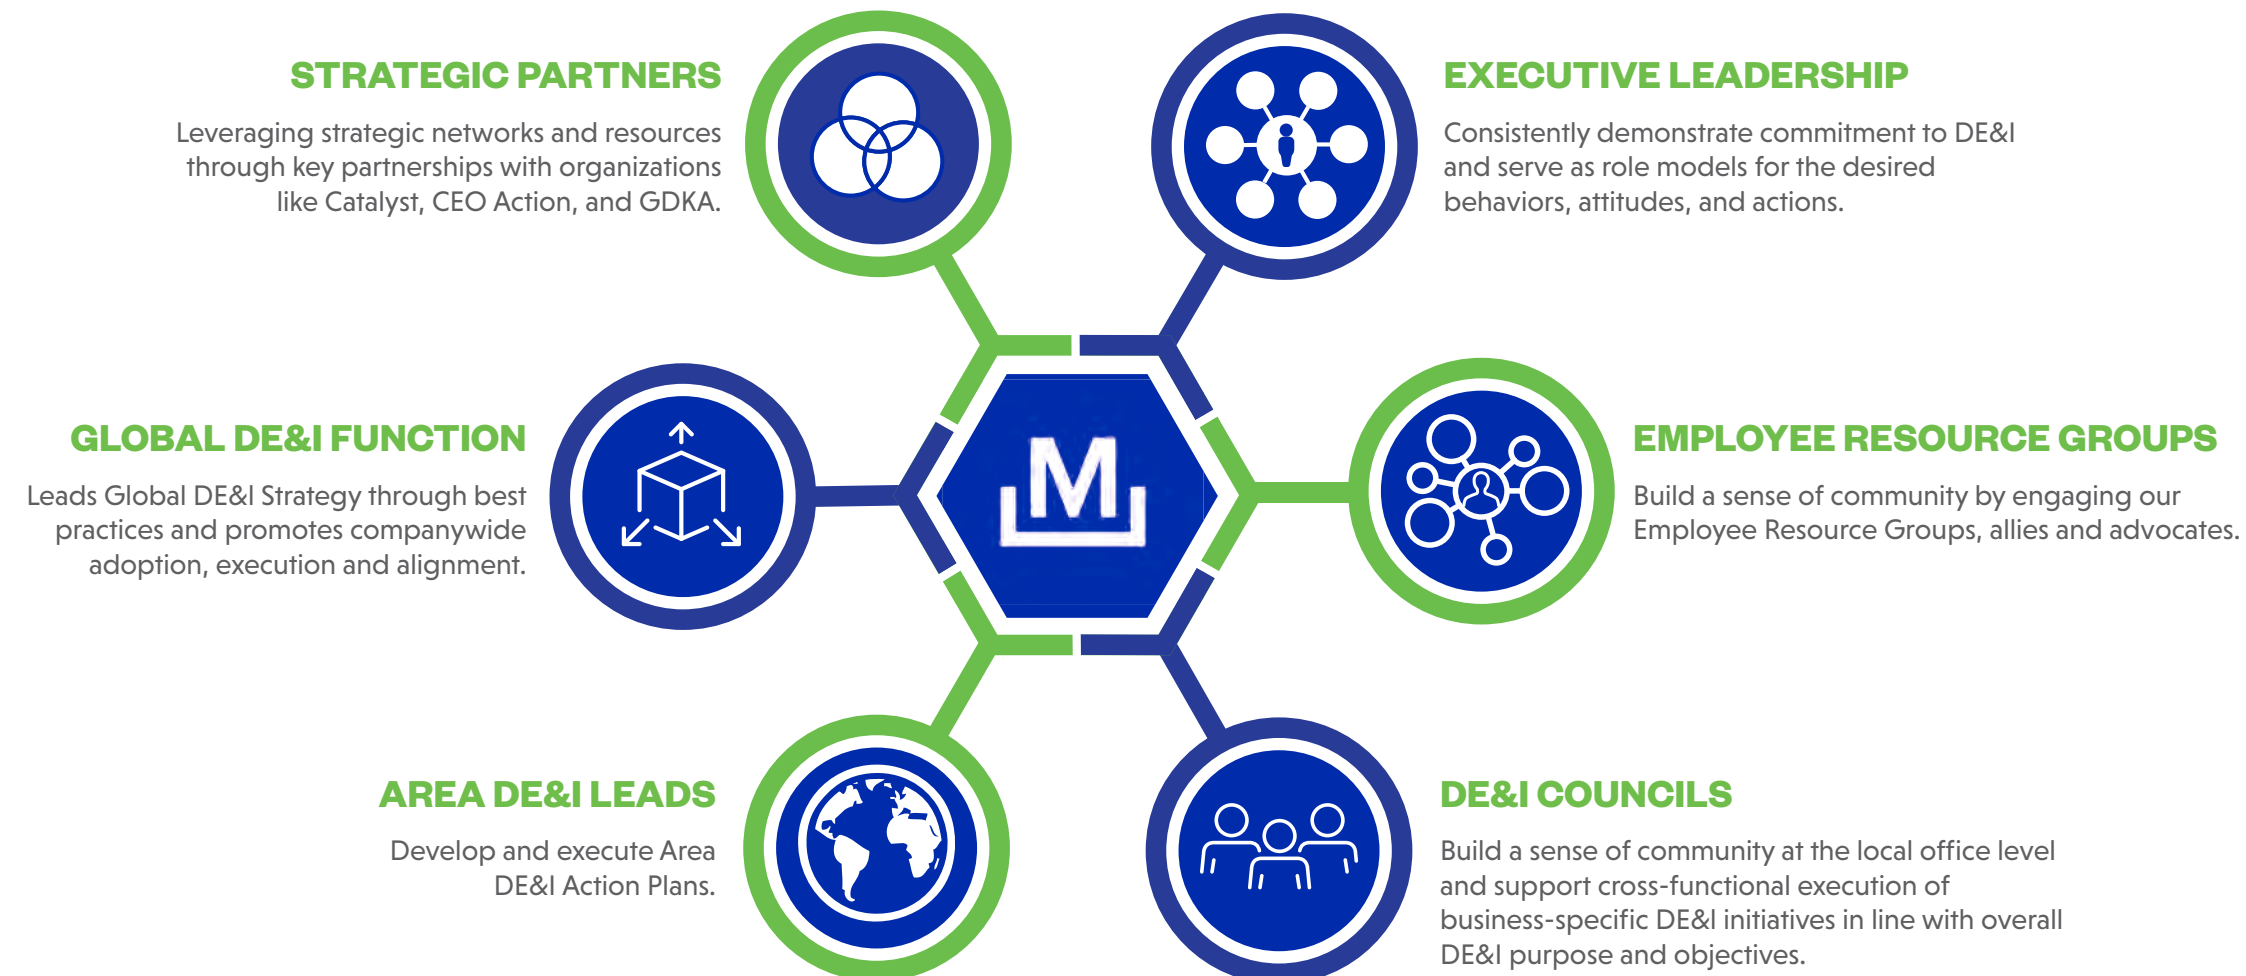 STRATEGIC PARTNERS
Leveraging strategic networks and resources
through key partnerships with organizations
like Catalyst, CEO Action, and GDKA.
EXECUTIVE LEADERSHIP
Consistently demonstrate commitment to DE&I
and serve as role models for the desired
behaviors, attitudes, and actions.
GLOBAL DE&I FUNCTION
Leads Global DE&I Strategy through best
practices and promotes companywide
adoption, execution and alignment.
M
EMPLOYEE RESOURCE GROUPS
Build a sense of community by engaging our
Employee Resource Groups, allies and advocates.
AREA DE&I LEADS
Develop and execute Area
DE&I Action Plans.
DE&I COUNCILS
Build a sense of community at the local office level
and support cross-functional execution of
business-specific DE&I initiatives in line with overall
DE&I purpose and objectives.